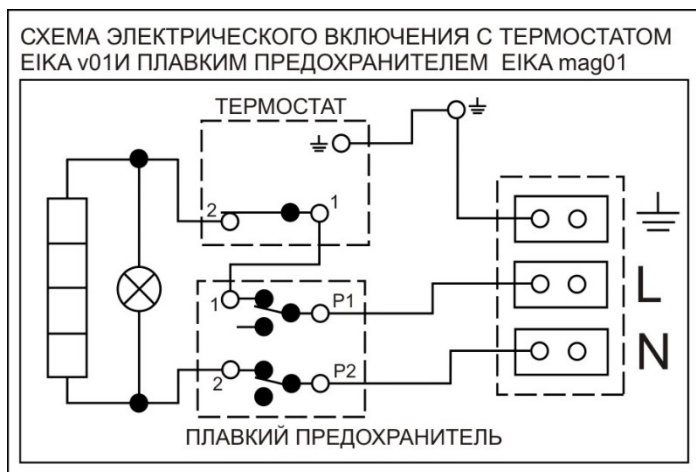 СХЕМА ЭЛЕКТРИЧЕСКОГО ВКЛЮЧЕНИЯ С ТЕРМОСТАТОМ
EIKA v01И ПЛАВКИМ ПРЕДОХРАНИТЕЛЕМ EIKA mag01
ТЕРМОСТАТ
2 1
1 P1 L
2 P2 N
ПЛАВКИЙ ПРЕДОХРАНИТЕЛЬ